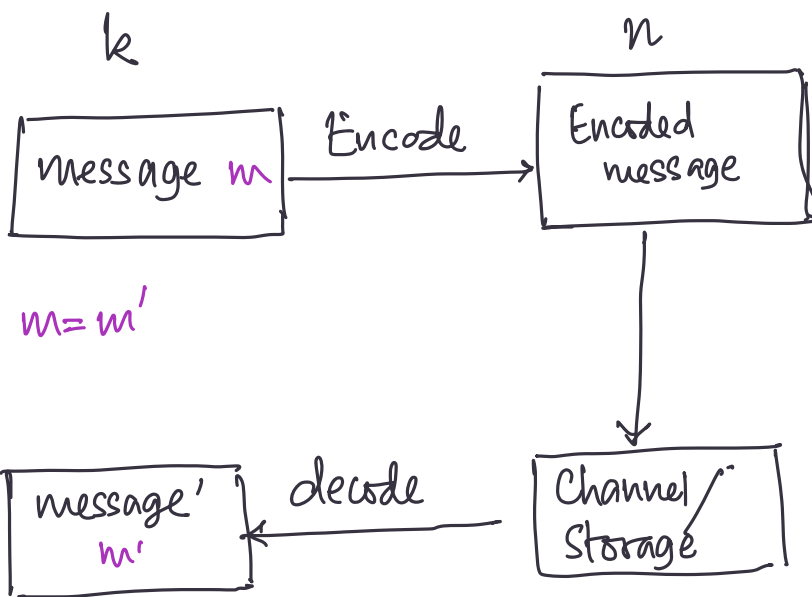 k
n
message m
Encode
Encoded
message
m = m'
message'
m'
decode
Channel
Storage